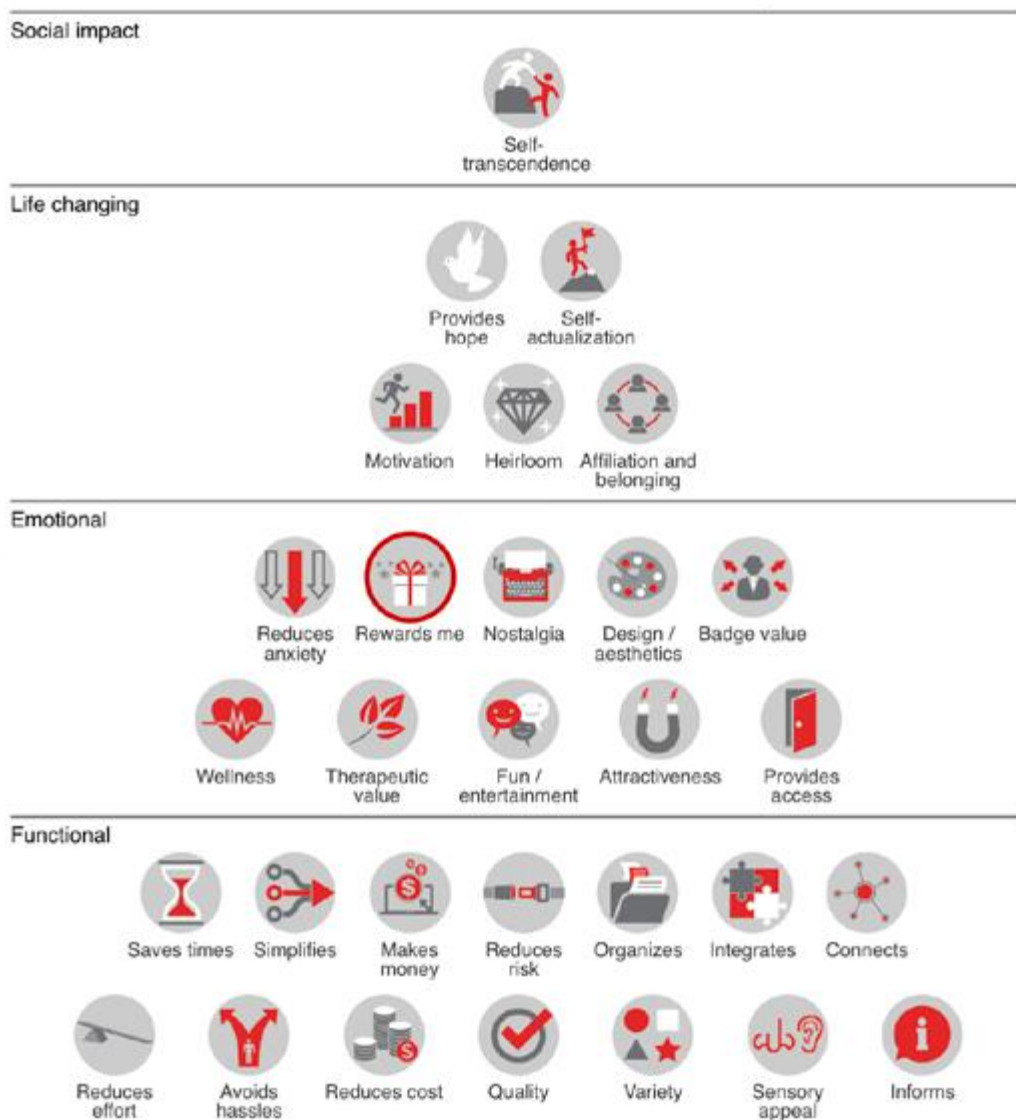 Social impact
Self-
transcendence
Life changing
Provides
hope
Self-
actualization
Motivation
Heirloom
Affiliation and
belonging
Emotional
Reduces
anxiety
Rewards me
Nostalgia
Design /
aesthetics
Badge value
Wellness
Therapeutic
value
Fun /
entertainment
Attractiveness
Provides
access
Functional
Saves times
Simplifies
Makes
money
Reduces
risk
Organizes
Integrates
Connects
Reduces
effort
Avoids
hassles
Reduces cost
Quality
Variety
Sensory
appeal
Informs